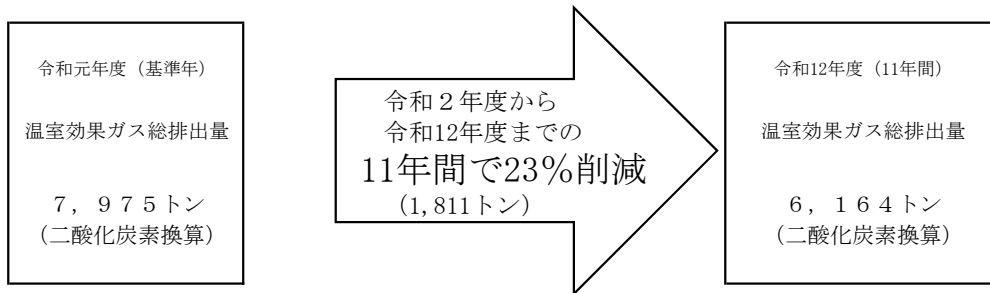 令和元年度（基準年）
温室効果ガス総排出量
７，９７５トン
（二酸化炭素換算）
令和２年度から
令和12年度までの
11年間で23％削減
（1,811トン）
令和12年度（11年間）
温室効果ガス総排出量
６，１６４トン
（二酸化炭素換算）